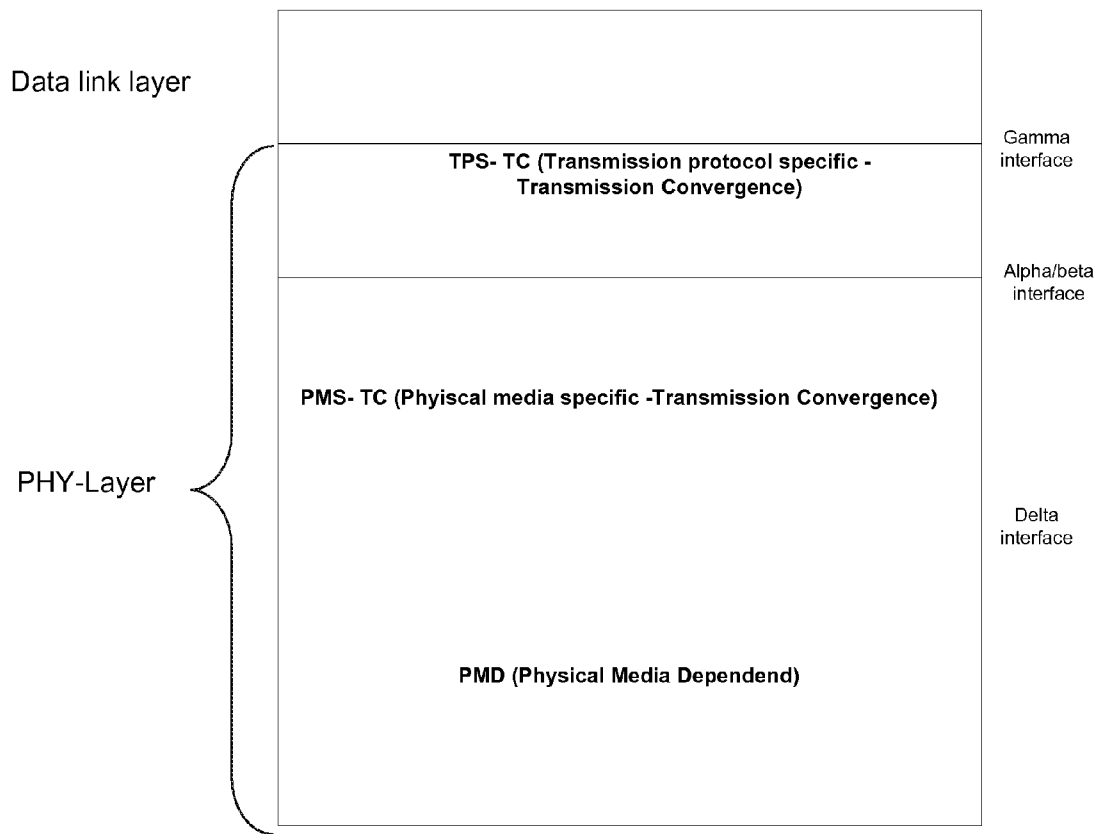 Data link layer
Gamma
interface
TPS- TC (Transmission protocol specific -
Transmission Convergence)
Alpha/beta
interface
PMS- TC (Phyiscal media specific -Transmission Convergence)
PHY-Layer
Delta
interface
PMD (Physical Media Dependend)